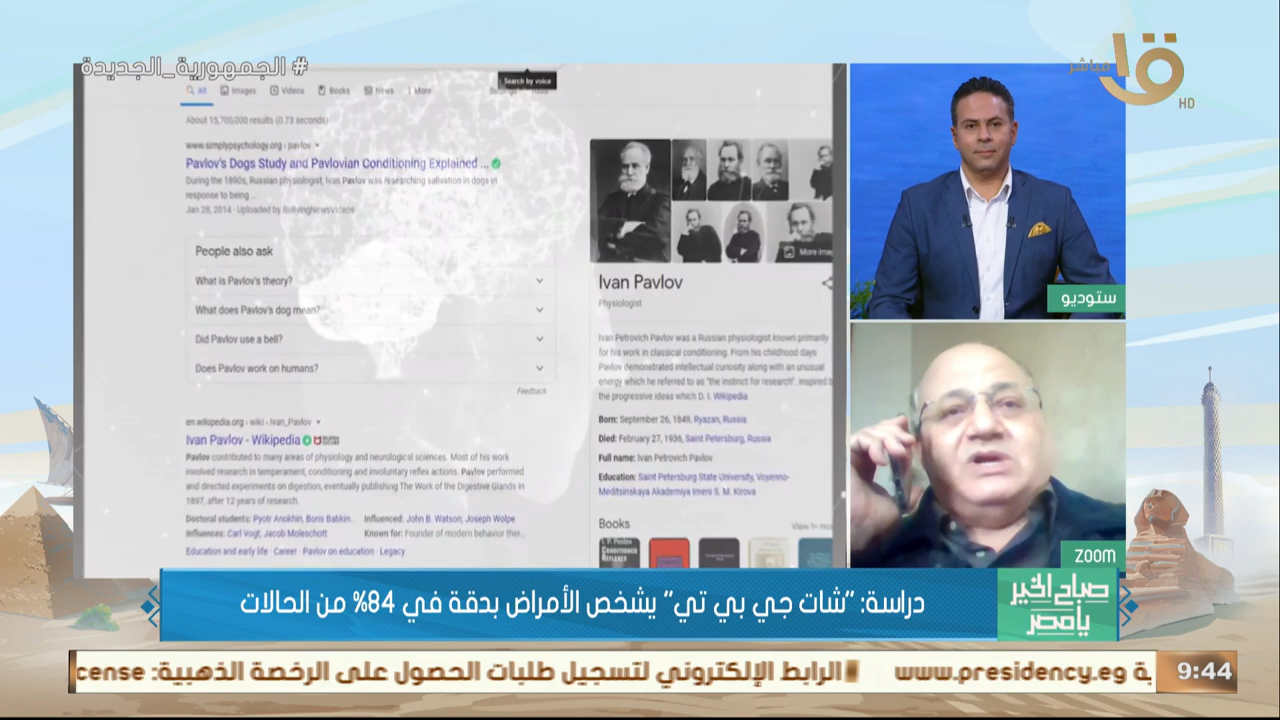 # الجمهورية_الجديدة
مباشر
HD
Search by voice
All Images Videos Books News More
Settings Tools
About 15,700,000 results (0.73 seconds)
www.simplypsychology.org › pavlov
Pavlov's Dogs Study and Pavlovian Conditioning Explained ...
During the 1890s, Russian physiologist, Ivan Pavlov was researching salivation in dogs in
response to being ...
Jan 28, 2014 · Uploaded by BullyingNewsVideos
People also ask
What is Pavlov's theory?
What does Pavlov's dog mean?
Did Pavlov use a bell?
Does Pavlov work on humans?
Feedback
en.wikipedia.org › wiki › Ivan_Pavlov
Ivan Pavlov - Wikipedia
Pavlov contributed to many areas of physiology and neurological sciences. Most of his work
involved research in temperament, conditioning and involuntary reflex actions. Pavlov performed
and directed experiments on digestion, eventually publishing The Work of the Digestive Glands in
1897, after 12 years of research.
Doctoral students: Pyotr Anokhin, Boris Babkin... Influenced: John B. Watson, Joseph Wolpe
Influences: Carl Vogt, Jacob Moleschott Known for: Founder of modern behavior ther...
Education and early life · Career · Pavlov on education · Legacy
More ima
Ivan Pavlov
Physiologist
Ivan Petrovich Pavlov was a Russian physiologist known primarily
for his work in classical conditioning. From his childhood days
Pavlov demonstrated intellectual curiosity along with an unusual
energy which he referred to as "the instinct for research". Inspired b
the progressive ideas which D. I. Wikipedia
Born: September 26, 1849, Ryazan, Russia
Died: February 27, 1936, Saint Petersburg, Russia
Full name: Ivan Petrovich Pavlov
Education: Saint Petersburg State University, Voyenno-
Meditsinskaya Akademiya Imeni S. M. Kirova
Books
View 1+ mo
I. P. Pavlov
CONDITIONED
REFLEXES
ستوديو
zoom
صباح الخير
يا مصر
دراسة: "شات جي بي تي" يشخص الأمراض بدقة في 84% من الحالات
9:44
ة www.presidency.eg الرابط الإلكتروني لتسجيل طلبات الحصول على الرخصة الذهبية: cense